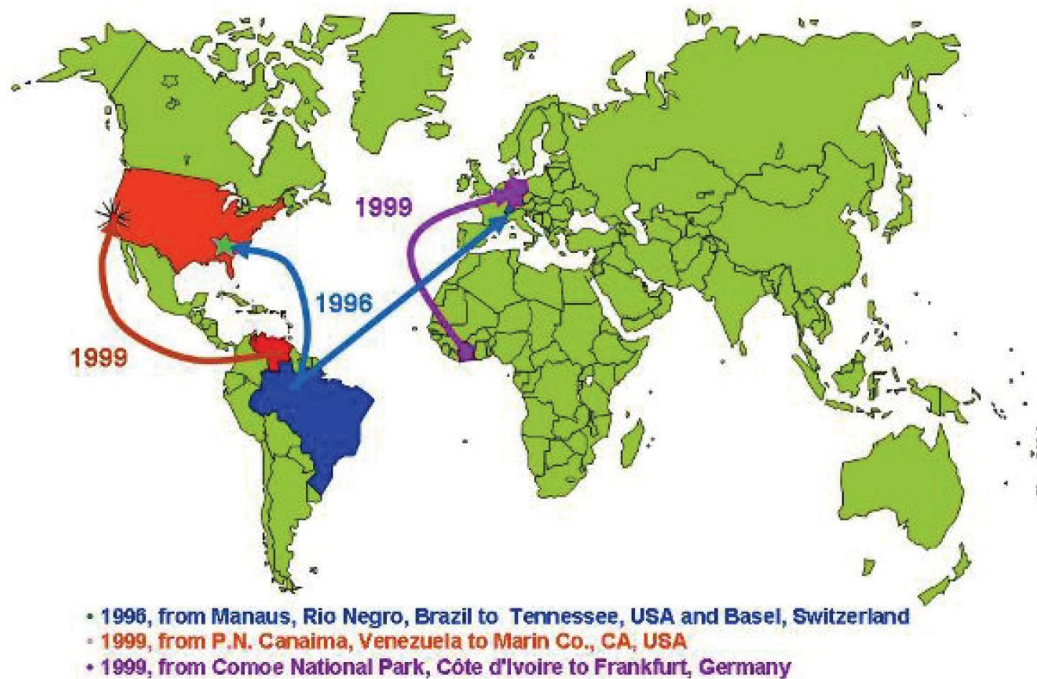 1999
1996
1999
• 1996, from Manaus, Rio Negro, Brazil to Tennessee, USA and Basel, Switzerland
• 1999, from P.N. Canaima, Venezuela to Marin Co., CA, USA
• 1999, from Comoe National Park, Côte d'Ivoire to Frankfurt, Germany